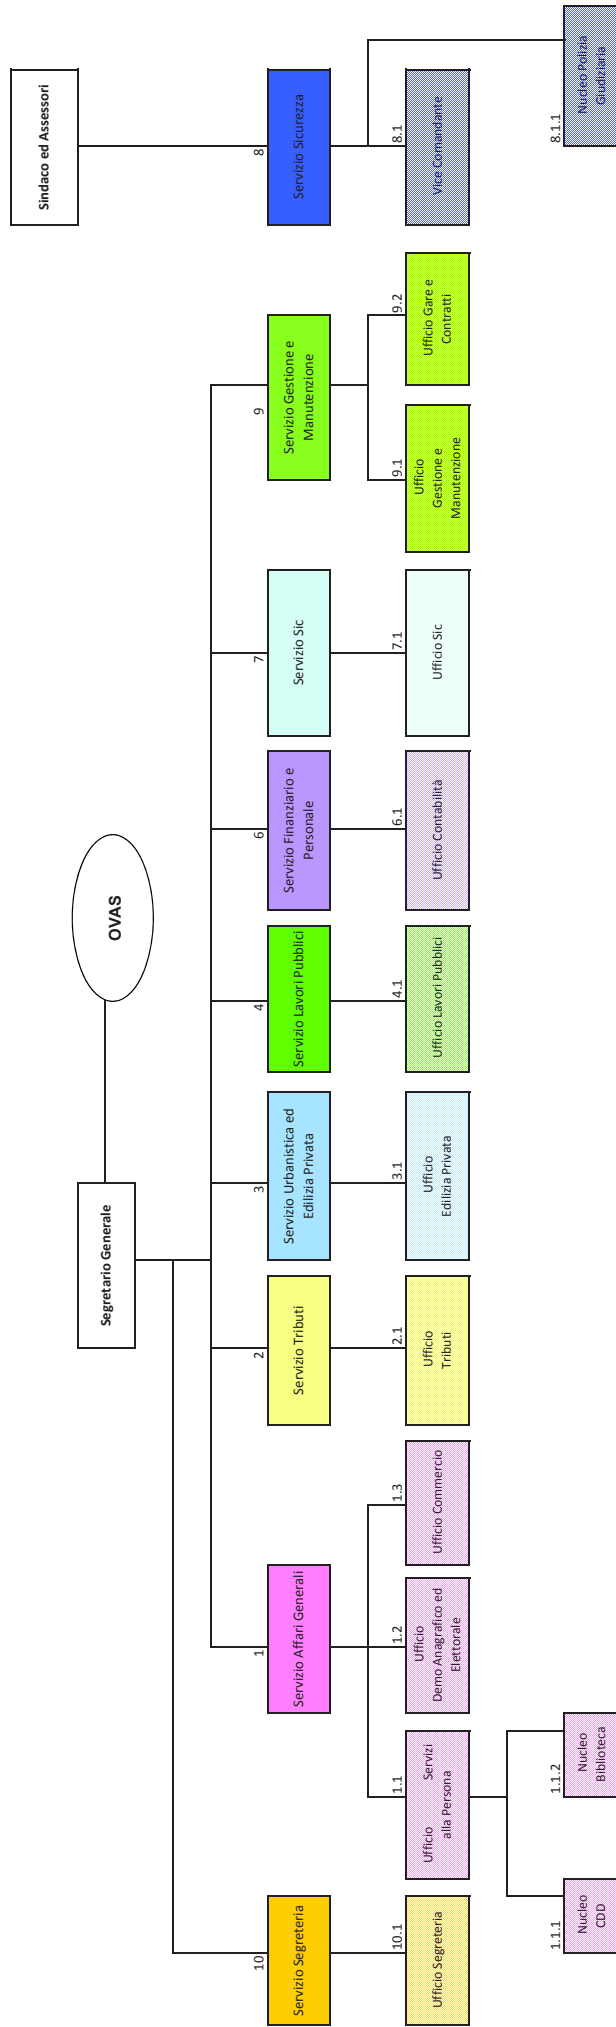 Sindaco ed Assessori
OVAS
Segretario Generale
10
Servizio Segreteria
1
Servizio Affari Generali
2
Servizio Tributi
3
Servizio Urbanistica ed
Edilizia Privata
4
Servizio Lavori Pubblici
6
Servizio Finanziario e
Personale
7
Servizio Sic
9
Servizio Gestione e
Manutenzione
8
Servizio Sicurezza
10.1
Ufficio Segreteria
1.1
Ufficio Servizi
alla Persona
1.2
Ufficio
Demo Anagrafico ed
Elettorale
1.3
Ufficio Commercio
2.1
Ufficio
Tributi
3.1
Ufficio
Edilizia Privata
4.1
Ufficio Lavori Pubblici
6.1
Ufficio Contabilità
7.1
Ufficio Sic
9.1
Ufficio
Gestione e
Manutenzione
9.2
Ufficio Gare e
Contratti
8.1
Vice Comandante
1.1.1
Nucleo
CDD
1.1.2
Nucleo
Biblioteca
8.1.1
Nucleo Polizia
Giudiziaria